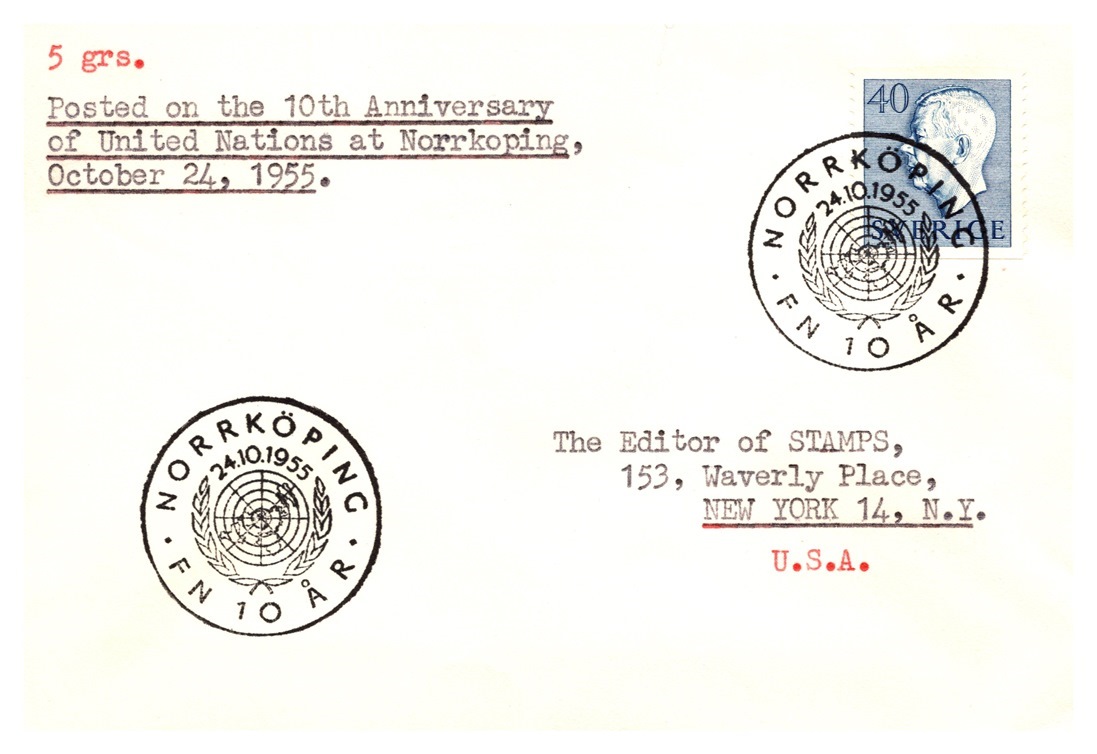 5 grs.
Posted on the 10th Anniversary
of United Nations at Norrkoping,
October 24, 1955.
40
SVERIGE
NORRKÖPING
24.10.1955
FN 10 ÅR
NORRKÖPING
24.10.1955
FN 10 ÅR
The Editor of STAMPS,
153, Waverly Place,
NEW YORK 14, N.Y.
U.S.A.